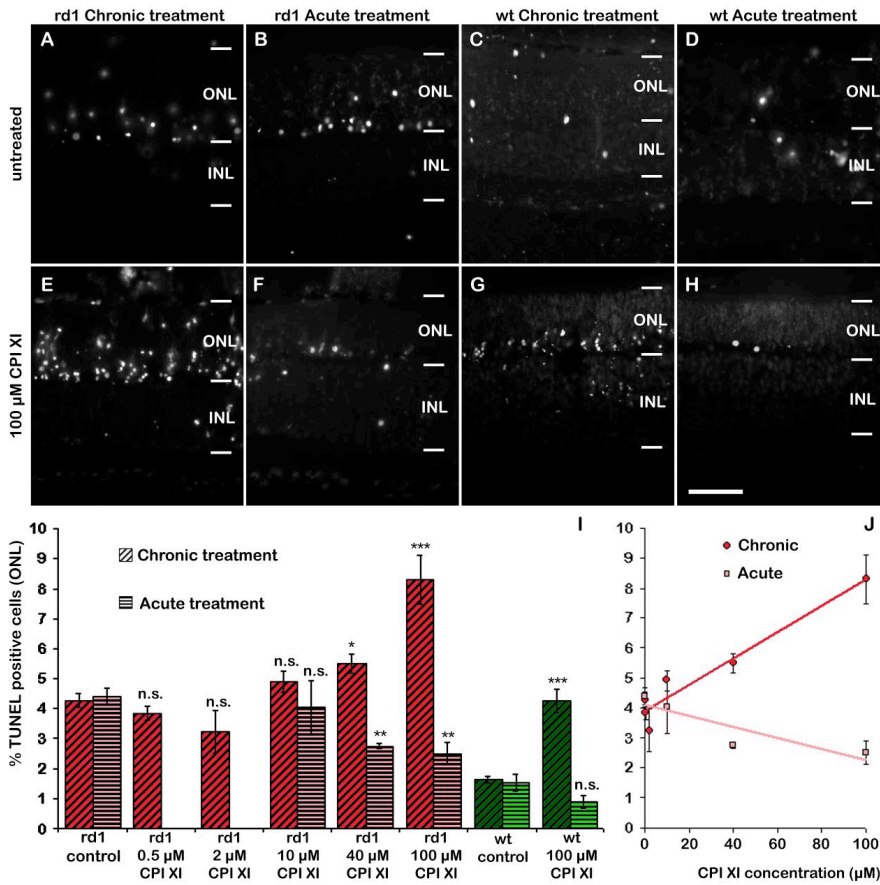 rd1 Chronic treatment rd1 Acute treatment wt Chronic treatment wt Acute treatment
untreated
A B C D
ONL ONL ONL ONL
INL INL INL INL
100 µM CPI XI
E F G H
ONL ONL ONL ONL
INL INL INL INL
I
% TUNEL positive cells (ONL)
10
9
8
7
6
5
4
3
2
1
0
Chronic treatment
Acute treatment
n.s. n.s. n.s. n.s. * ** *** ** *** n.s.
rd1 rd1 rd1 rd1 rd1 rd1 wt wt
control 0.5 µM 2 µM 10 µM 40 µM 100 µM control 100 µM
CPI XI CPI XI CPI XI CPI XI CPI XI CPI XI
J
Chronic
Acute
10
9
8
7
6
5
4
3
2
1
0
0 20 40 60 80 100
CPI XI concentration (µM)